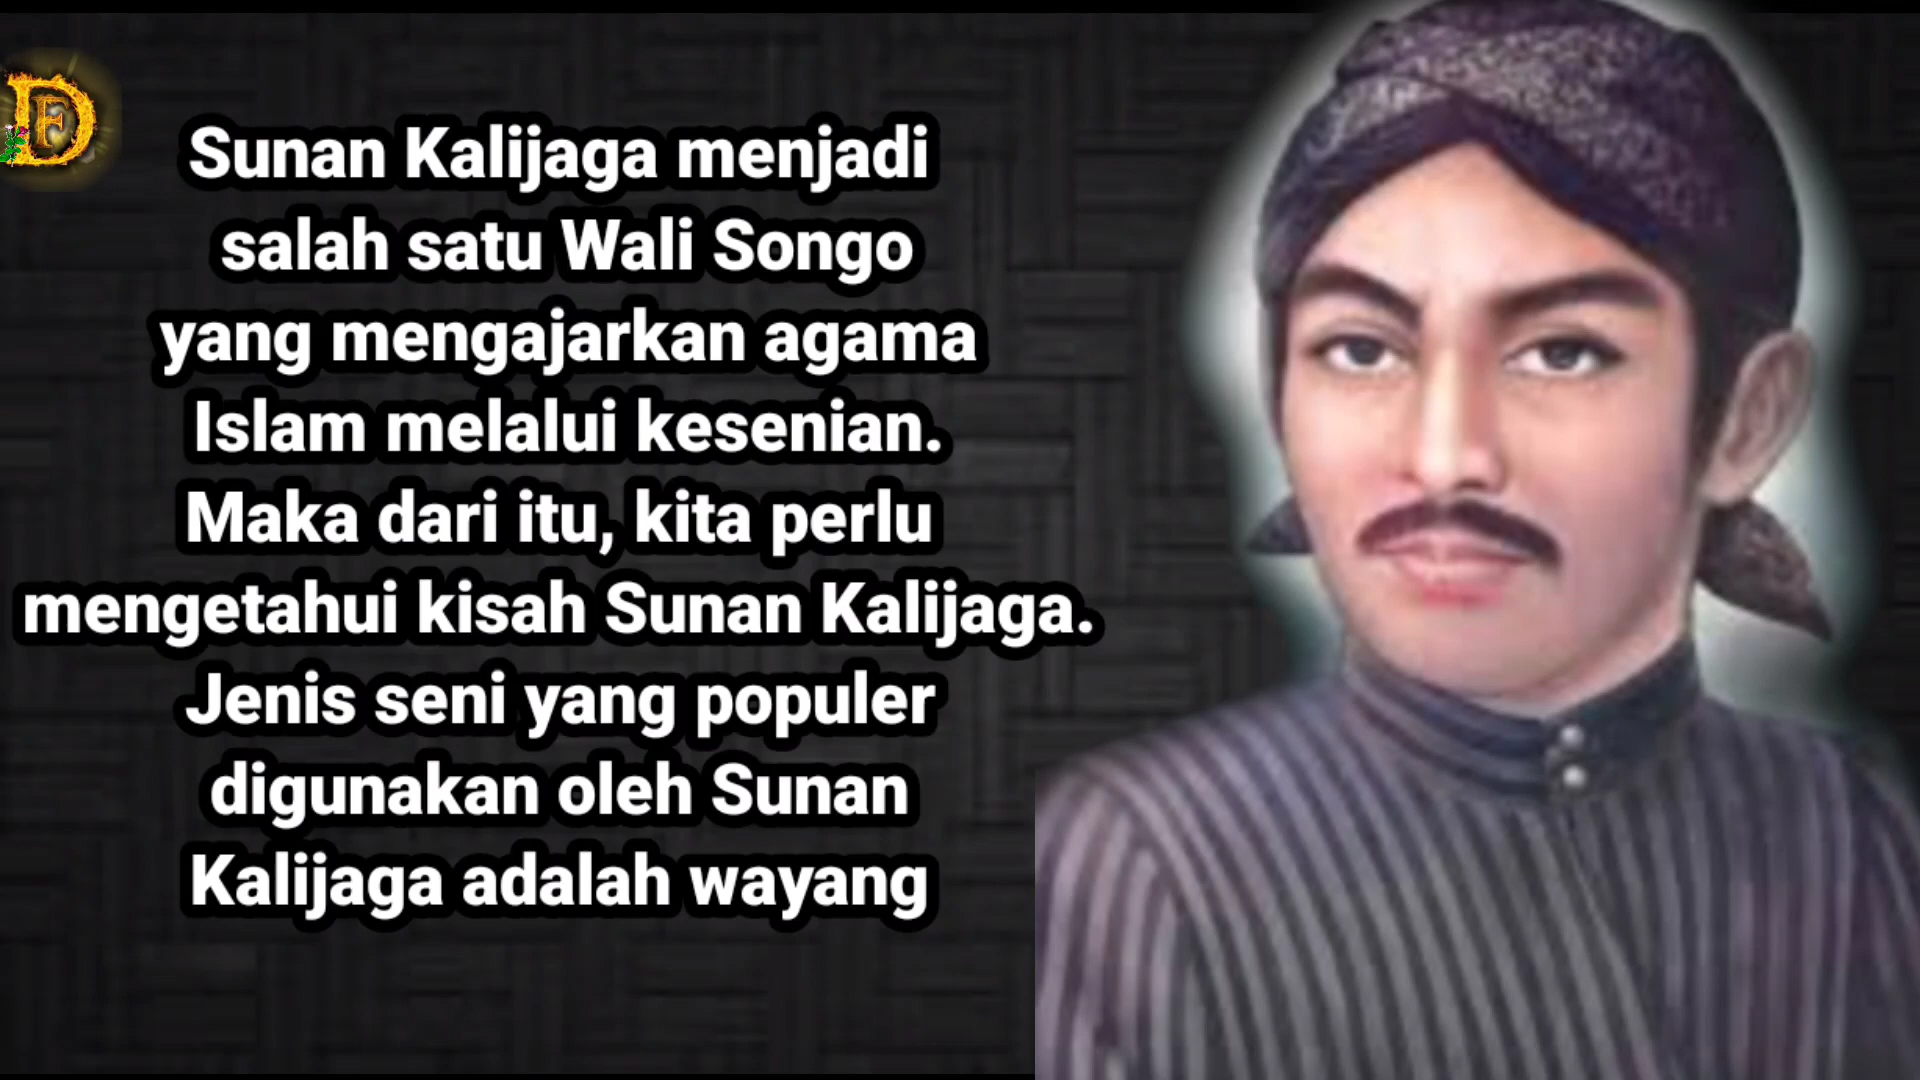 DF
Sunan Kalijaga menjadi
salah satu Wali Songo
yang mengajarkan agama
Islam melalui kesenian.
Maka dari itu, kita perlu
mengetahui kisah Sunan Kalijaga.
Jenis seni yang populer
digunakan oleh Sunan
Kalijaga adalah wayang